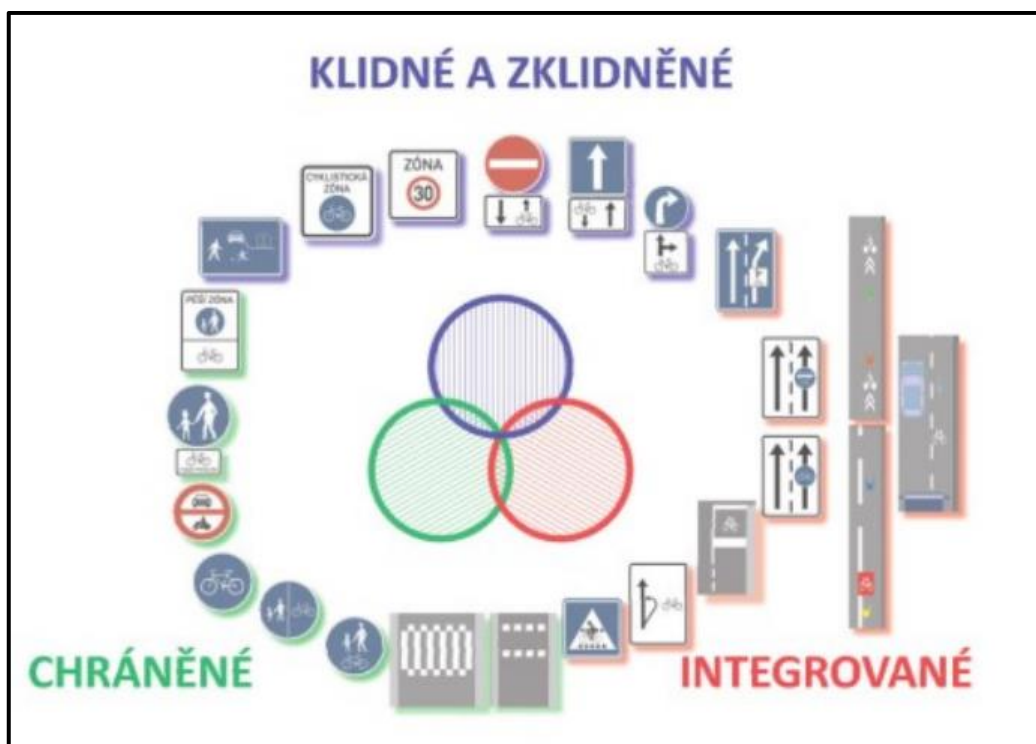 KLIDNÉ A ZKLIDNĚNÉ
CYKLISTICKÁ
ZÓNA
ZÓNA
30
PĚŠÍ ZÓNA
CHRÁNĚNÉ
INTEGROVANÉ